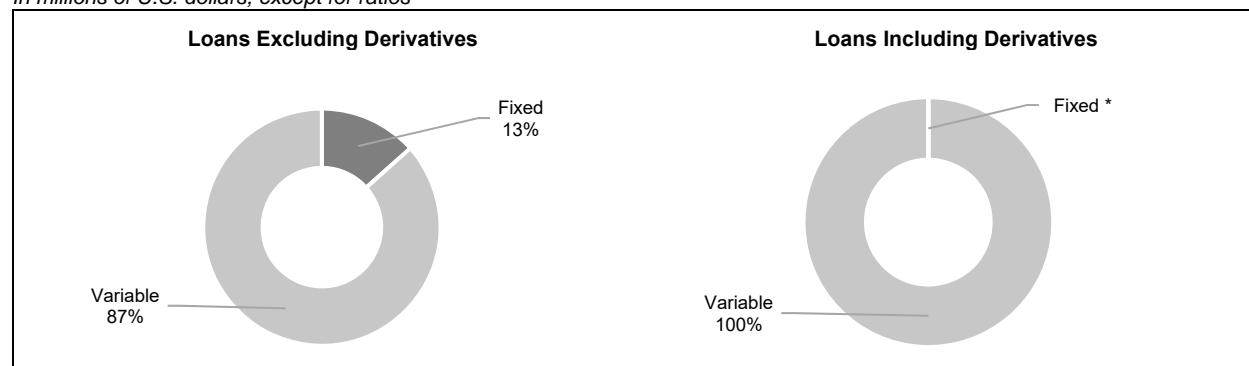 In millions of U.S. dollars, except for ratios
Loans Excluding Derivatives
Fixed
13%
Variable
87%
Loans Including Derivatives
Fixed *
Variable
100%